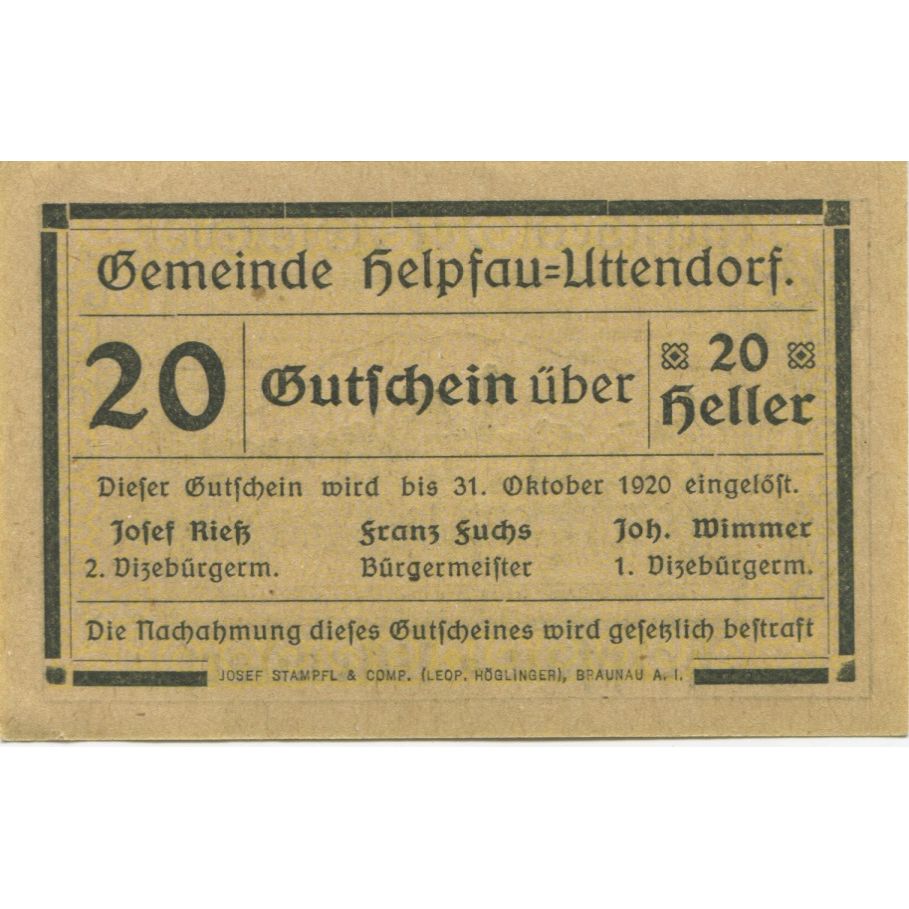 Gemeinde Helpfau=Uttendorf.
20 Gutschein über 20 Heller
Dieser Gutschein wird bis 31. Oktober 1920 eingelöst.
Josef Rieß Franz Fuchs Joh. Wimmer
2. Vizebürgerm. Bürgermeister 1. Vizebürgerm.
Die Nachahmung dieses Gutscheines wird gesetzlich bestraft
JOSEF STAMPFL & COMP. (LEOP. HÖGLINGER), BRAUNAU A. I.